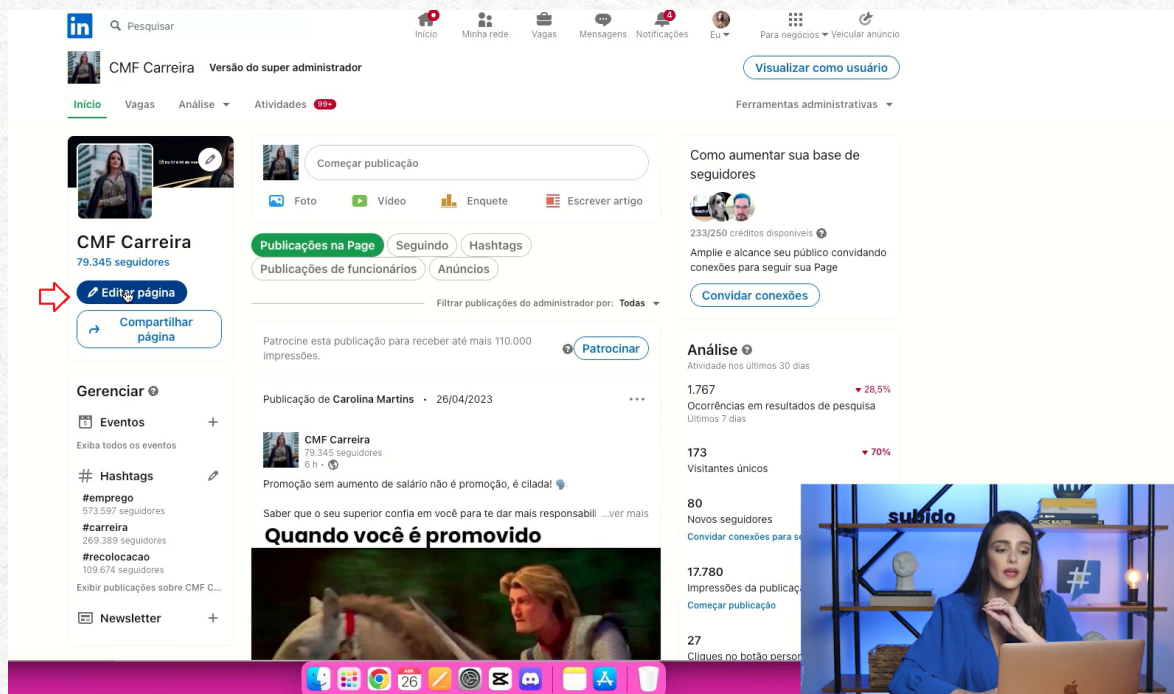 in
Pesquisar
Início
Minha rede
Vagas
Mensagens
4
Notificações
Eu
Para negócios
Veicular anúncio
CMF Carreira
Versão do super administrador
Visualizar como usuário
Início
Vagas
Análise
Atividades
99+
Ferramentas administrativas
CMF Carreira
79.345 seguidores
Editar página
Compartilhar
página
Gerenciar
Eventos
Exiba todos os eventos
Hashtags
#emprego
573.597 seguidores
#carreira
269.389 seguidores
#recolocacao
109.674 seguidores
Exibir publicações sobre CMF C...
Newsletter
Começar publicação
Foto
Vídeo
Enquete
Escrever artigo
Publicações na Page
Seguindo
Hashtags
Publicações de funcionários
Anúncios
Filtrar publicações do administrador por: Todas
Patrocine esta publicação para receber até mais 110.000
impressões.
Patrocinar
Publicação de Carolina Martins • 26/04/2023
CMF Carreira
79.345 seguidores
6 h •
Promoção sem aumento de salário não é promoção, é cilada!
Saber que o seu superior confia em você para te dar mais responsabili ...ver mais
Quando você é promovido
Como aumentar sua base de
seguidores
233/250 créditos disponíveis
Amplie e alcance seu público convidando
conexões para seguir sua Page
Convidar conexões
Análise
Atividade nos últimos 30 dias
1.767
28,5%
Ocorrências em resultados de pesquisa
Últimos 7 dias
173
70%
Visitantes únicos
80
Novos seguidores
Convidar conexões para
17.780
Impressões da
Começar publicação
27
Cliques no botão
subido
#
26